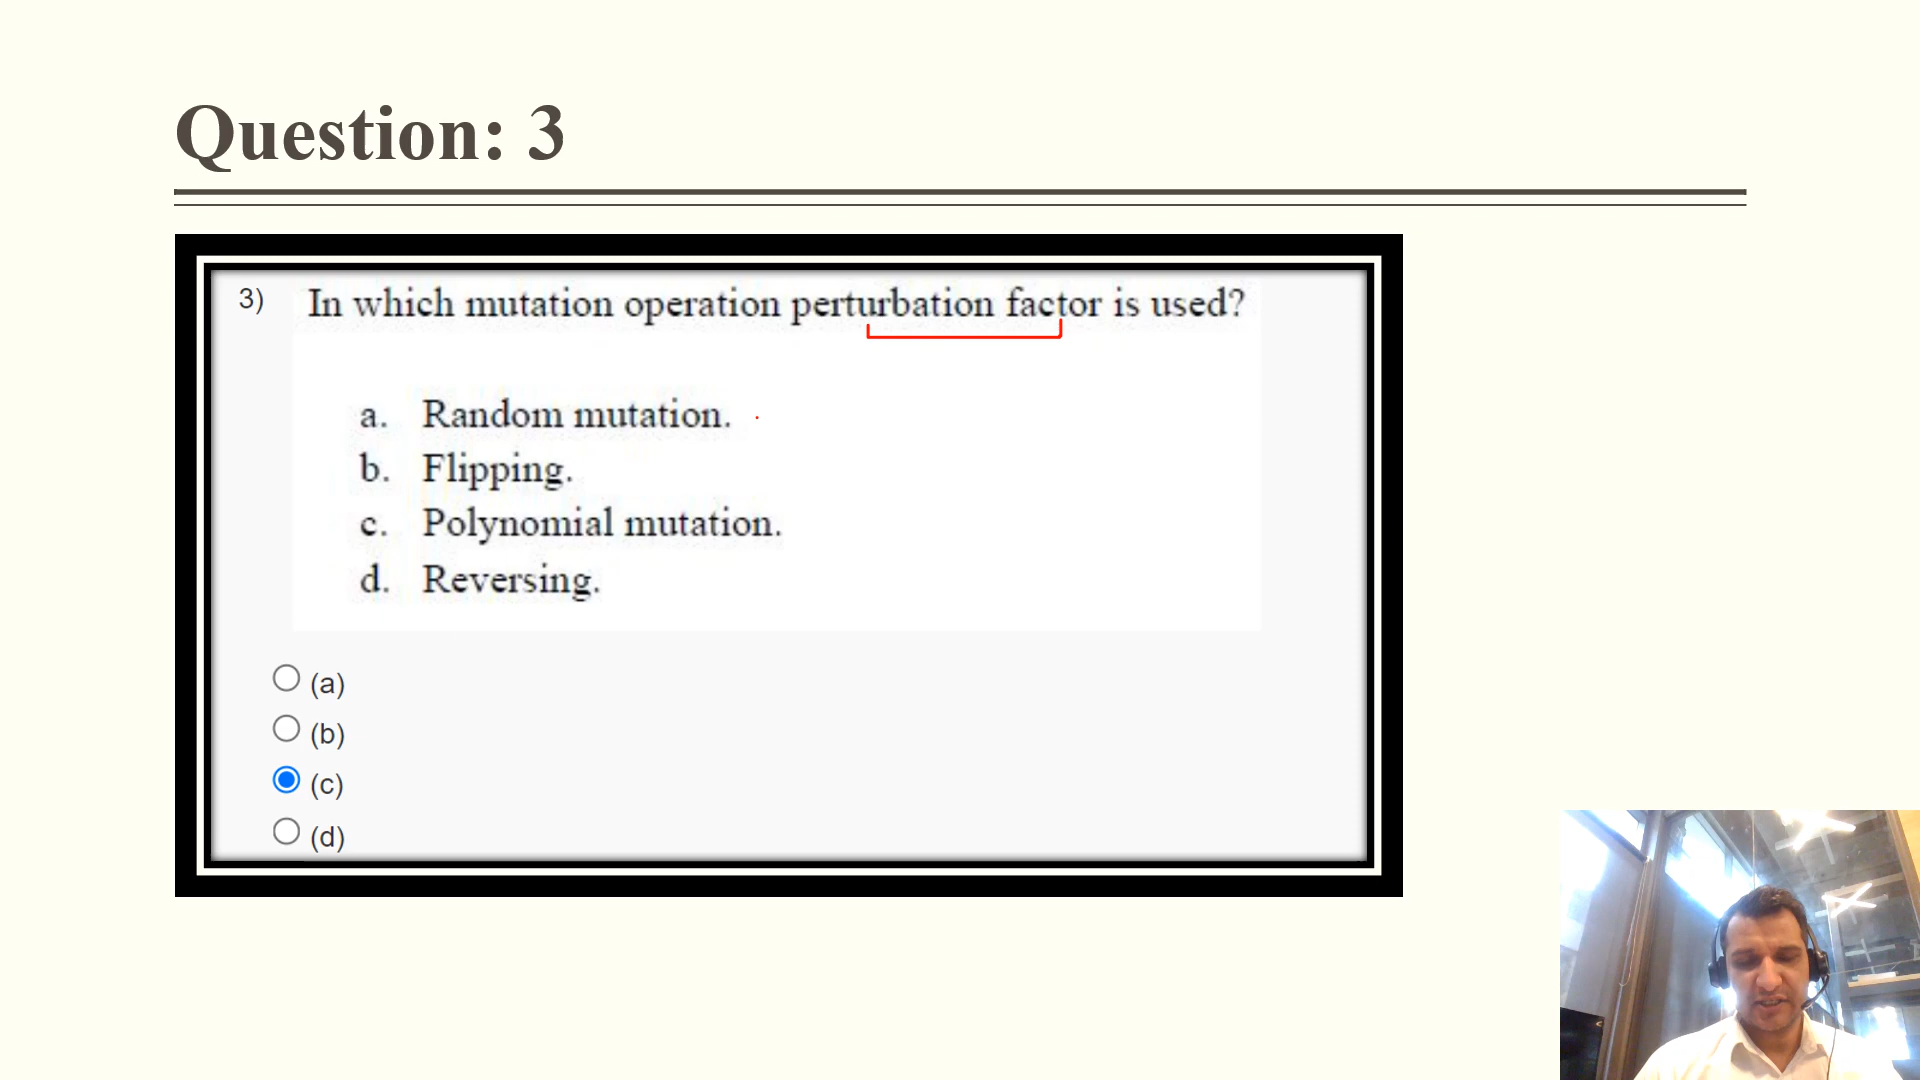 Question: 3
3) In which mutation operation perturbation factor is used?
a. Random mutation.
b. Flipping.
c. Polynomial mutation.
d. Reversing.
(a)
(b)
(c)
(d)